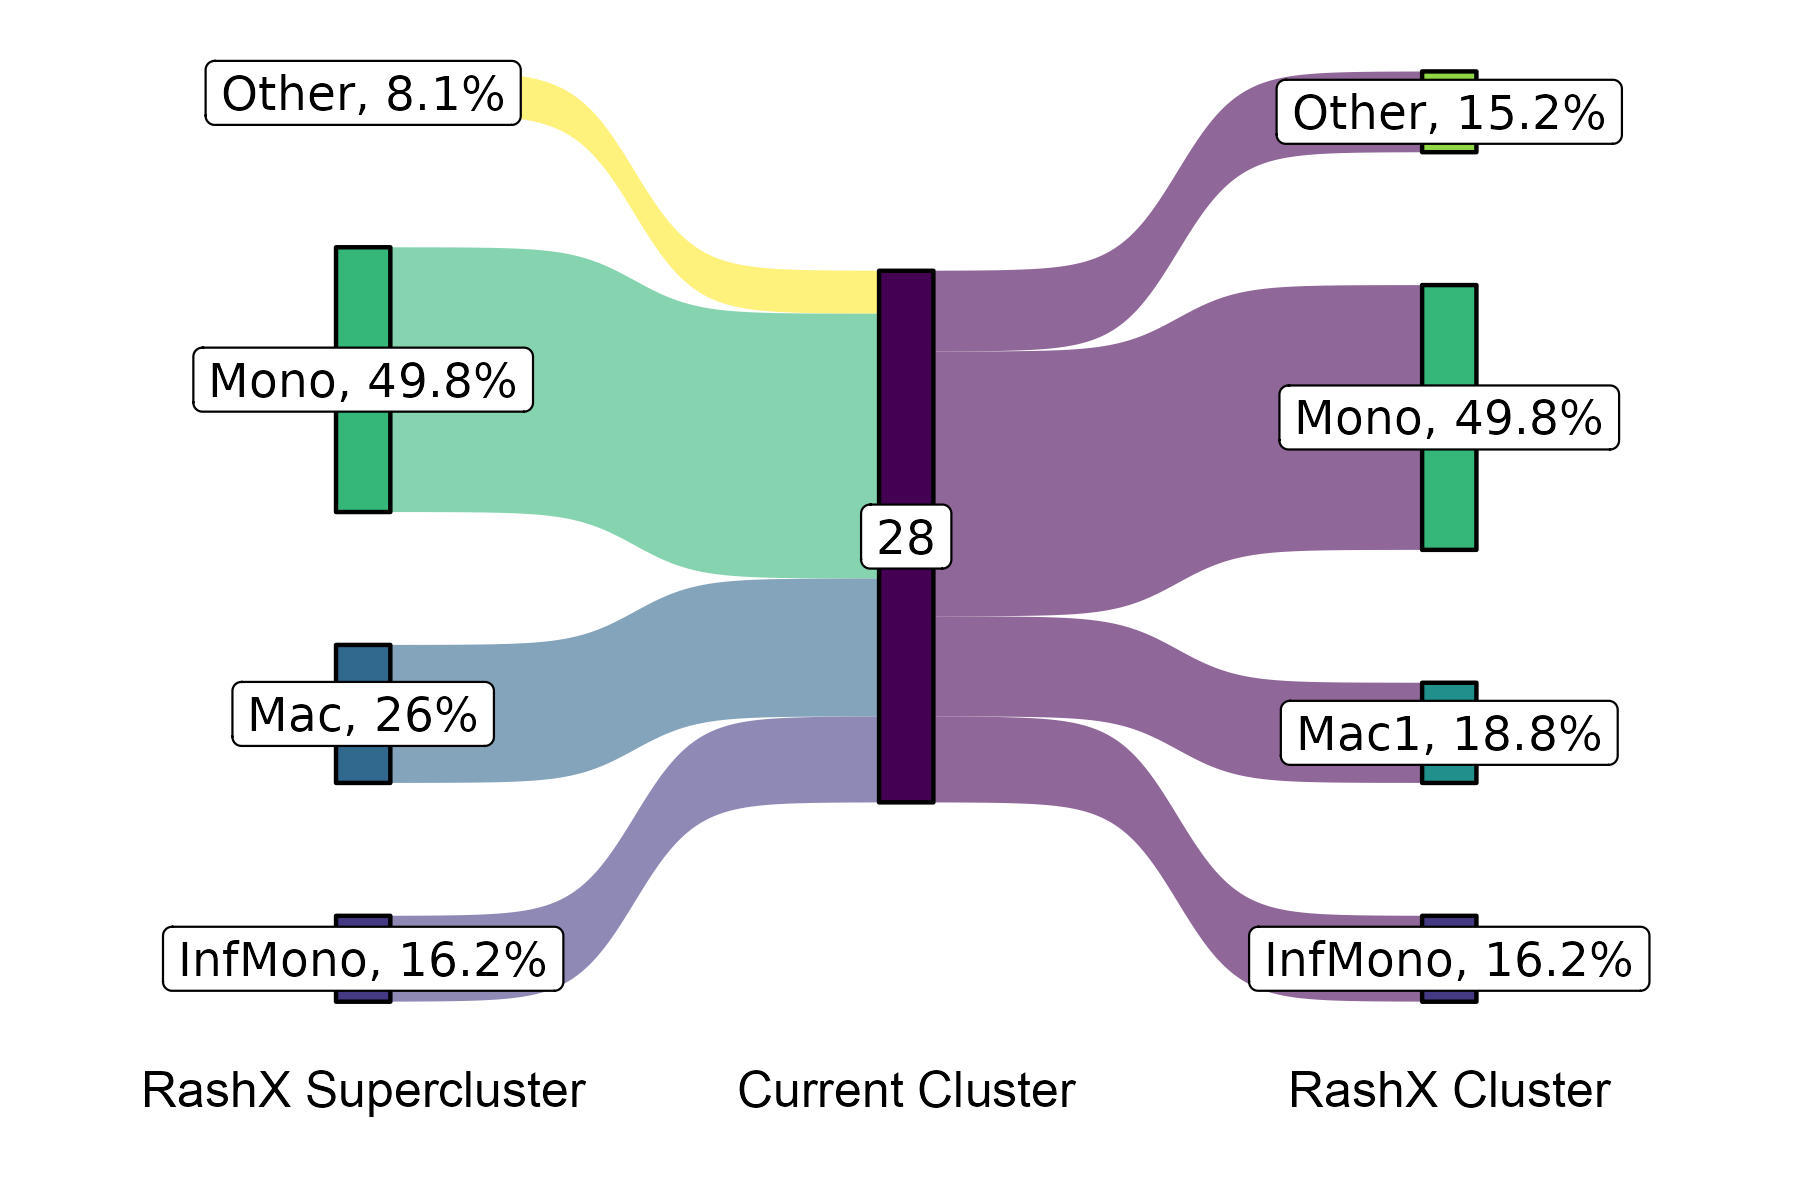 Other, 8.1%
Mono, 49.8%
Mac, 26%
InfMono, 16.2%
28
Other, 15.2%
Mono, 49.8%
Mac1, 18.8%
InfMono, 16.2%
RashX Supercluster
Current Cluster
RashX Cluster